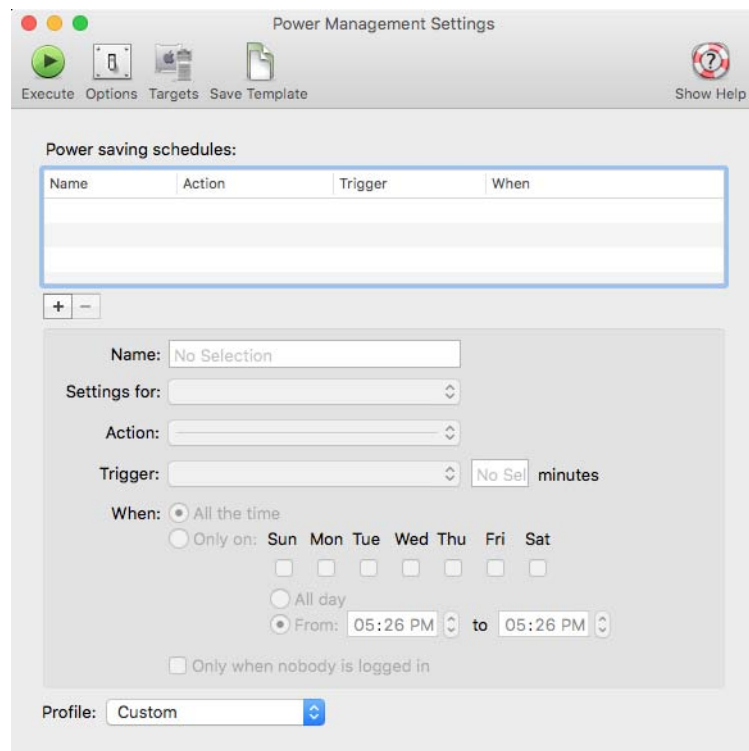 Power Management Settings
Execute Options Targets Save Template Show Help
Power saving schedules:
Name Action Trigger When
+ −
Name: No Selection
Settings for:
Action:
Trigger: No Sel minutes
When: All the time
Only on: Sun Mon Tue Wed Thu Fri Sat
All day
From: 05:26 PM to 05:26 PM
Only when nobody is logged in
Profile: Custom